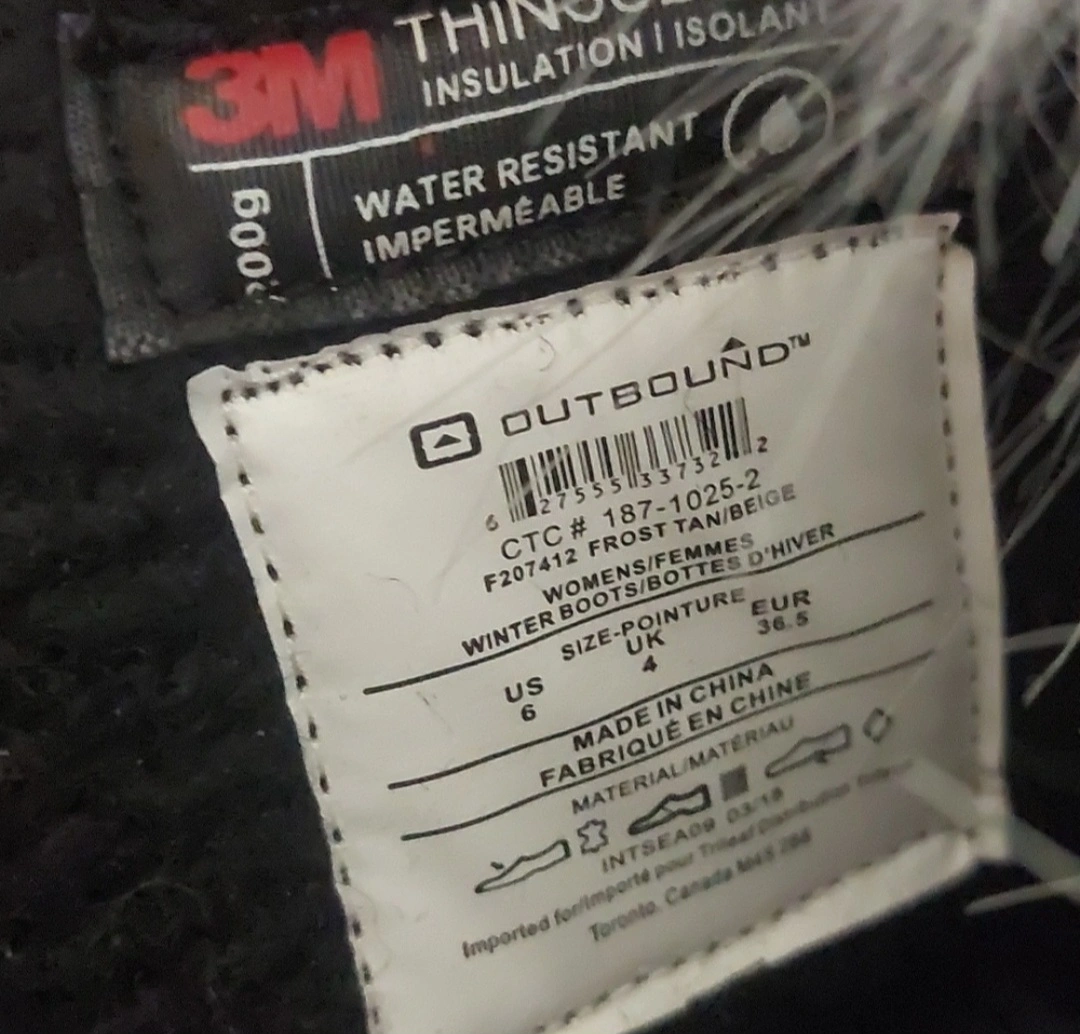 3M
INSULATION | ISOLANT
600g
WATER RESISTANT
IMPERMÉABLE
OUTBOUND™
6 27555 33732 2
CTC # 187-1025-2
F207412 FROST TAN/BEIGE
WOMENS/FEMMES
WINTER BOOTS/BOTTES D'HIVER
SIZE-POINTURE
US UK EUR
6 4 36.5
MADE IN CHINA
FABRIQUÉ EN CHINE
MATERIAL/MATÉRIAU
INTSEA09 03/18
Imported for/Importé pour Trileaf Distribution
Toronto, Canada M4S 2B8